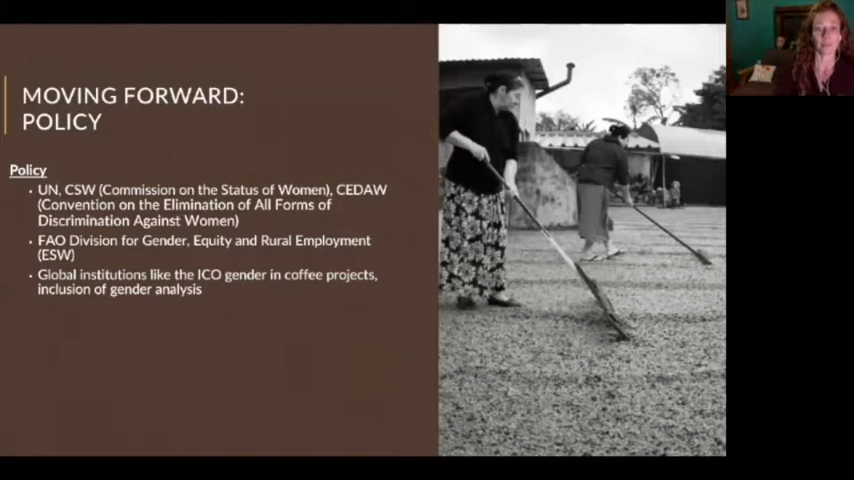 MOVING FORWARD:
POLICY
Policy
• UN, CSW (Commission on the Status of Women), CEDAW
(Convention on the Elimination of All Forms of
Discrimination Against Women)
• FAO Division for Gender, Equity and Rural Employment
(ESW)
• Global institutions like the ICO gender in coffee projects,
inclusion of gender analysis